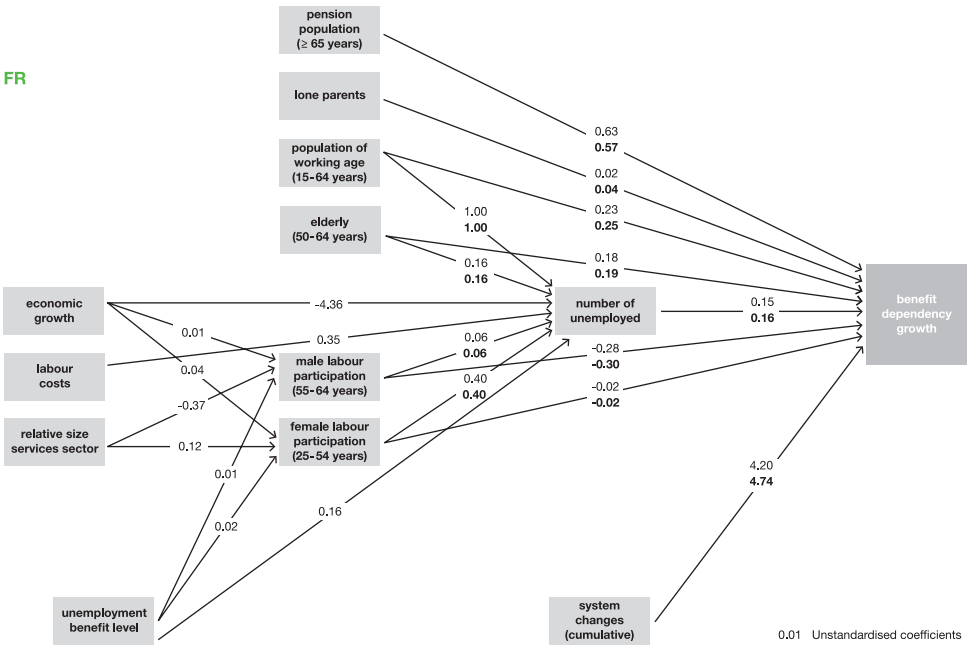 FR
pension
population
(≥ 65 years)
lone parents
population of
working age
(15-64 years)
elderly
(50-64 years)
economic
growth
labour
costs
relative size
services sector
male labour
participation
(55-64 years)
female labour
participation
(25-54 years)
unemployment
benefit level
number of
unemployed
system
changes
(cumulative)
benefit
dependency
growth
0.63
0.57
0.02
0.04
0.23
0.25
1.00
1.00
0.18
0.19
0.16
0.16
-4.36
0.15
0.16
0.01
0.35
0.06
0.06
-0.28
-0.30
0.04
0.40
0.40
-0.02
-0.02
-0.37
0.12
0.01
0.02
0.16
4.20
4.74
0.01 Unstandardised coefficients